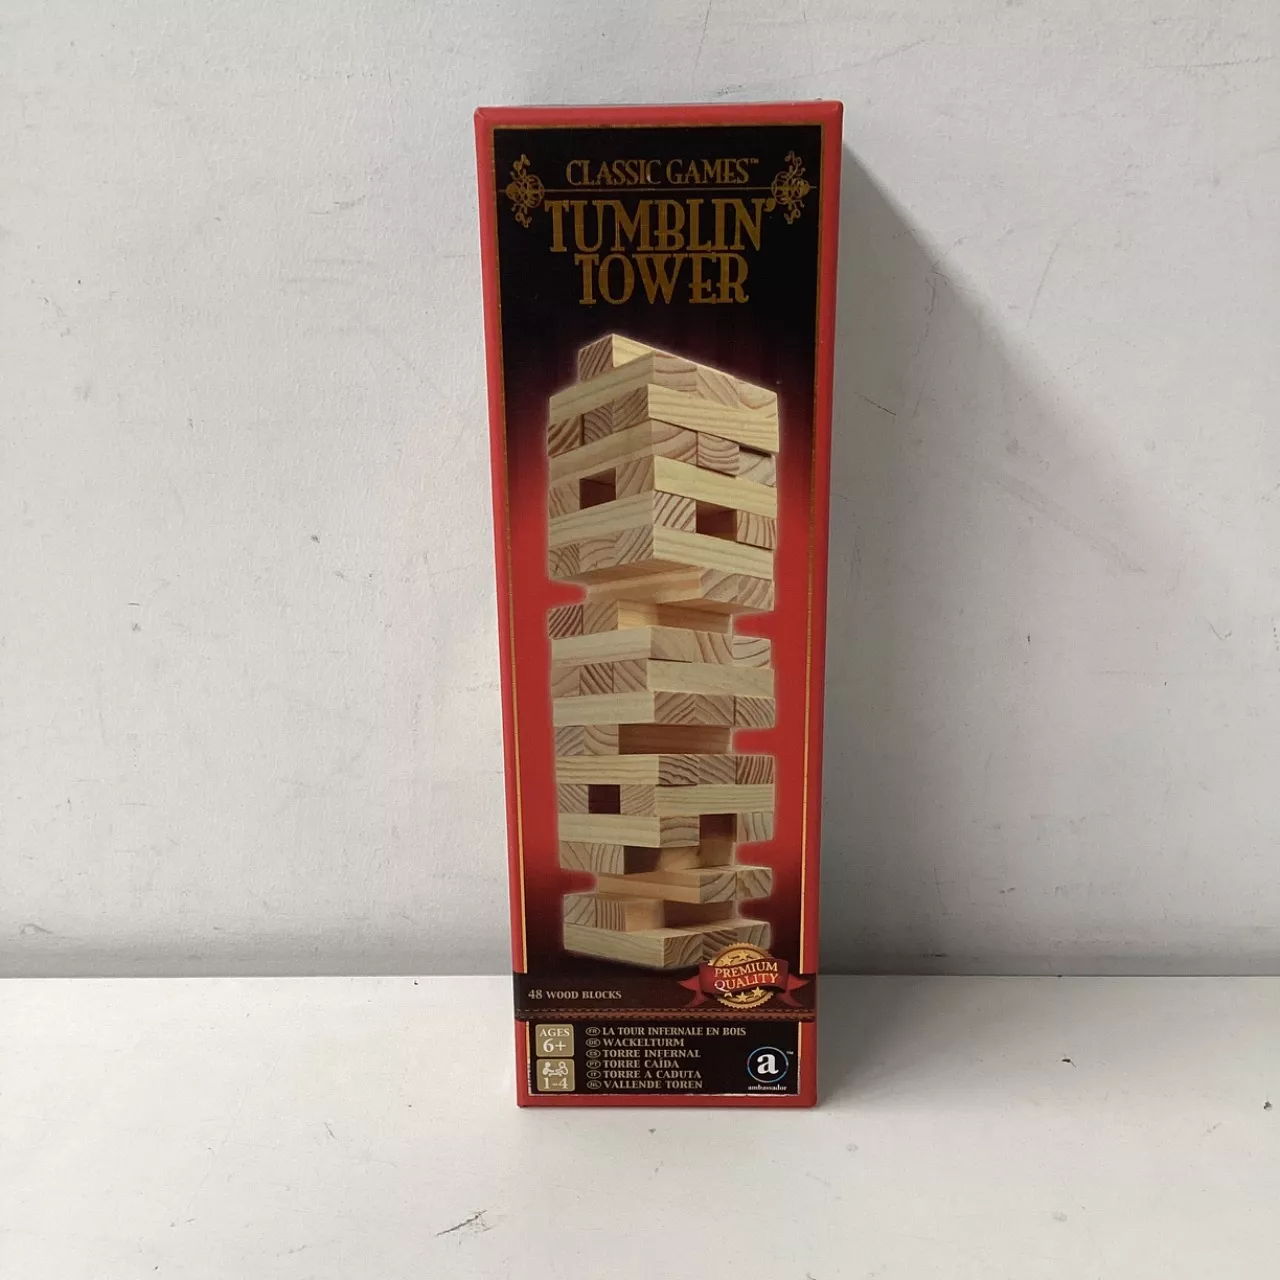 CLASSIC GAMES™
TUMBLIN'
TOWER
PREMIUM
QUALITY
48 WOOD BLOCKS
AGES
6+
1-4
FR LA TOUR INFERNALE EN BOIS
DE WACKELTURM
ES TORRE INFERNAL
PT TORRE CAÍDA
IT TORRE A CADUTA
NL VALLENDE TOREN
a™
ambassador